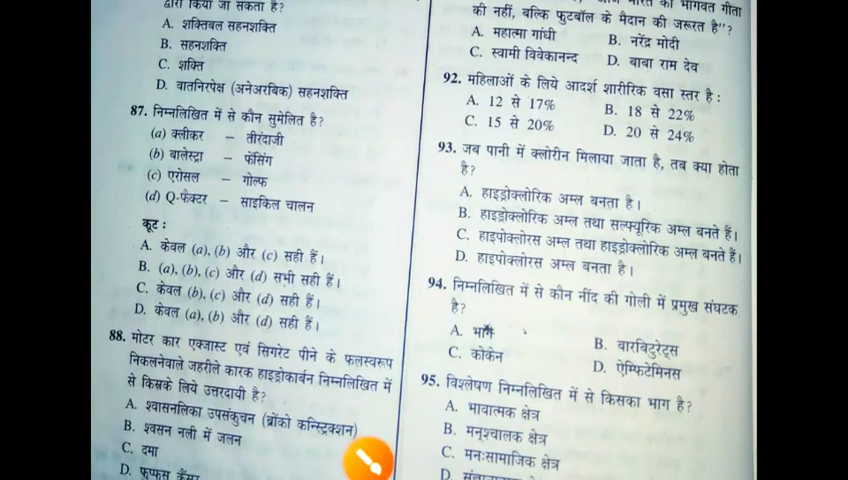 द्वारा किया जा सकता है?
A. शक्तिवल सहनशक्ति
B. सहनशक्ति
C. शक्ति
D. वातनिरपेक्ष (अनेअरबिक) सहनशक्ति
87. निम्नलिखित में से कौन सुमेलित है?
(a) क्लीकर – तीरंदाजी
(b) बालेस्ट्रा – फेंसिंग
(c) एरोसल – गोल्फ
(d) Q-फैक्टर – साइकिल चालन
कूट :
A. केवल (a), (b) और (c) सही हैं।
B. (a), (b), (c) और (d) सभी सही हैं।
C. केवल (b), (c) और (d) सही हैं।
D. केवल (a), (b) और (d) सही हैं।
88. मोटर कार एक्जास्ट एवं सिगरेट पीने के फलस्वरूप
निकलनेवाले जहरीले कारक हाइड्रोकार्बन निम्नलिखित में
से किसके लिये उत्तरदायी है?
A. श्वासनलिका उपसंकुचन (ब्रोंको कन्स्ट्रिक्शन)
B. श्वसन नली में जलन
C. दमा
D. फुफ्फुस कैंसर
भारत को भागवत गीता
की नहीं, बल्कि फुटबॉल के मैदान की जरूरत है"?
A. महात्मा गांधी B. नरेंद्र मोदी
C. स्वामी विवेकानन्द D. बाबा राम देव
92. महिलाओं के लिये आदर्श शारीरिक वसा स्तर है :
A. 12 से 17% B. 18 से 22%
C. 15 से 20% D. 20 से 24%
93. जब पानी में क्लोरीन मिलाया जाता है, तब क्या होता
है?
A. हाइड्रोक्लोरिक अम्ल बनता है।
B. हाइड्रोक्लोरिक अम्ल तथा सल्फ्यूरिक अम्ल बनते हैं।
C. हाइपोक्लोरस अम्ल तथा हाइड्रोक्लोरिक अम्ल बनते हैं।
D. हाइपोक्लोरस अम्ल बनता है।
94. निम्नलिखित में से कौन नींद की गोली में प्रमुख संघटक
है?
A. भांग B. बारबिटुरेट्स
C. कोकेन D. ऐम्फिटेमिनस
95. विश्लेषण निम्नलिखित में से किसका भाग है?
A. भावात्मक क्षेत्र
B. मनःश्चालक क्षेत्र
C. मनःसामाजिक क्षेत्र
D.